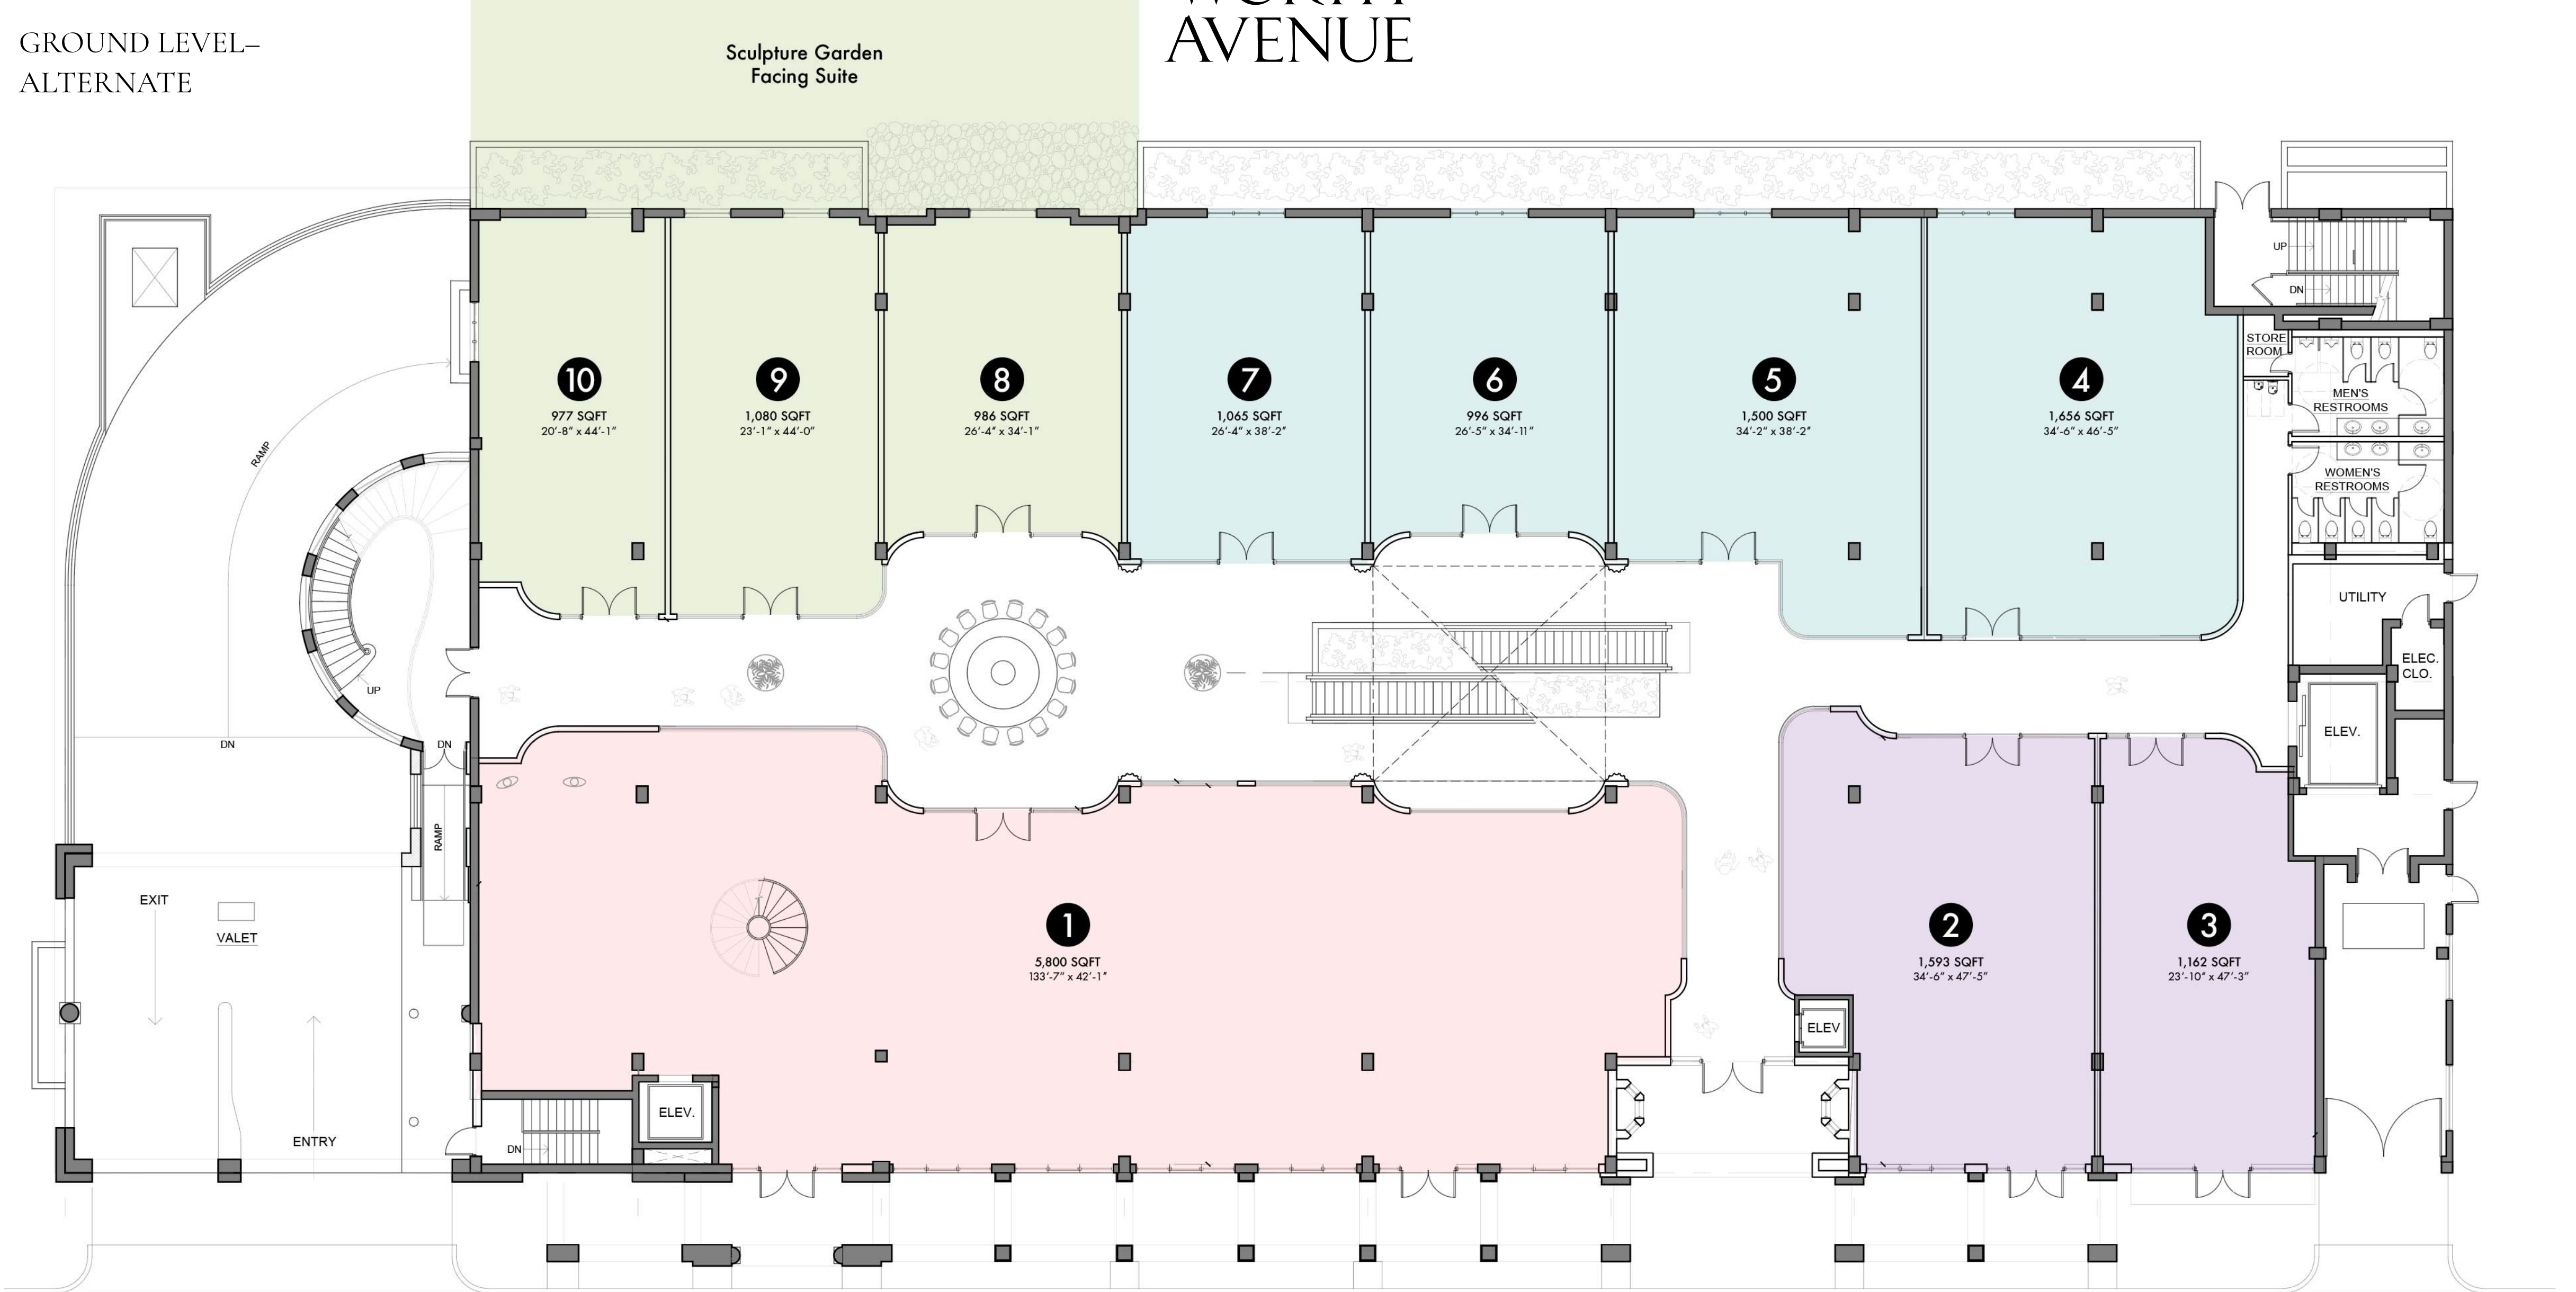 GROUND LEVEL–
ALTERNATE
AVENUE
Sculpture Garden
Facing Suite
10
977 SQFT
20'-8" x 44'-1"
9
1,080 SQFT
23'-1" x 44'-0"
8
986 SQFT
26'-4" x 34'-1"
7
1,065 SQFT
26'-4" x 38'-2"
6
996 SQFT
26'-5" x 34'-11"
5
1,500 SQFT
34'-2" x 38'-2"
4
1,656 SQFT
34'-6" x 46'-5"
UP
DN
STORE
ROOM
MEN'S
RESTROOMS
WOMEN'S
RESTROOMS
UTILITY
ELEC.
CLO.
ELEV.
RAMP
UP
DN
DN
RAMP
EXIT
VALET
ENTRY
1
5,800 SQFT
133'-7" x 42'-1"
2
1,593 SQFT
34'-6" x 47'-5"
3
1,162 SQFT
23'-10" x 47'-3"
ELEV
ELEV.
DN